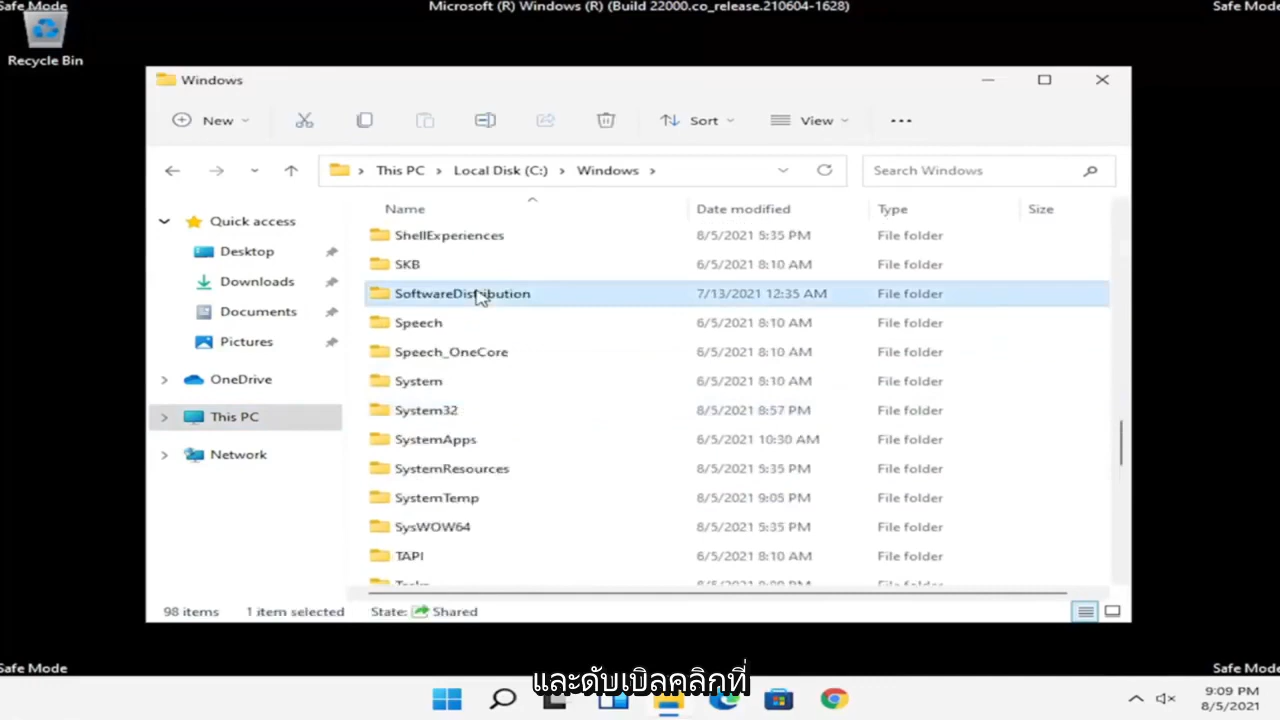 Safe Mode
Microsoft (R) Windows (R) (Build 22000.co_release.210604-1628)
Safe Mode
Recycle Bin
Windows
New
Sort
View
This PC > Local Disk (C:) > Windows >
Search Windows
Name Date modified Type Size
ShellExperiences 8/5/2021 5:35 PM File folder
SKB 6/5/2021 8:10 AM File folder
SoftwareDistribution 7/13/2021 12:35 AM File folder
Speech 6/5/2021 8:10 AM File folder
Speech_OneCore 6/5/2021 8:10 AM File folder
System 6/5/2021 8:10 AM File folder
System32 8/5/2021 8:57 PM File folder
SystemApps 6/5/2021 10:30 AM File folder
SystemResources 8/5/2021 5:35 PM File folder
SystemTemp 8/5/2021 9:05 PM File folder
SysWOW64 8/5/2021 5:35 PM File folder
TAPI 6/5/2021 8:10 AM File folder
Quick access
Desktop
Downloads
Documents
Pictures
OneDrive
This PC
Network
98 items 1 item selected State: Shared
Safe Mode
Safe Mode
และดับเบิลคลิกที่
9:09 PM
8/5/2021